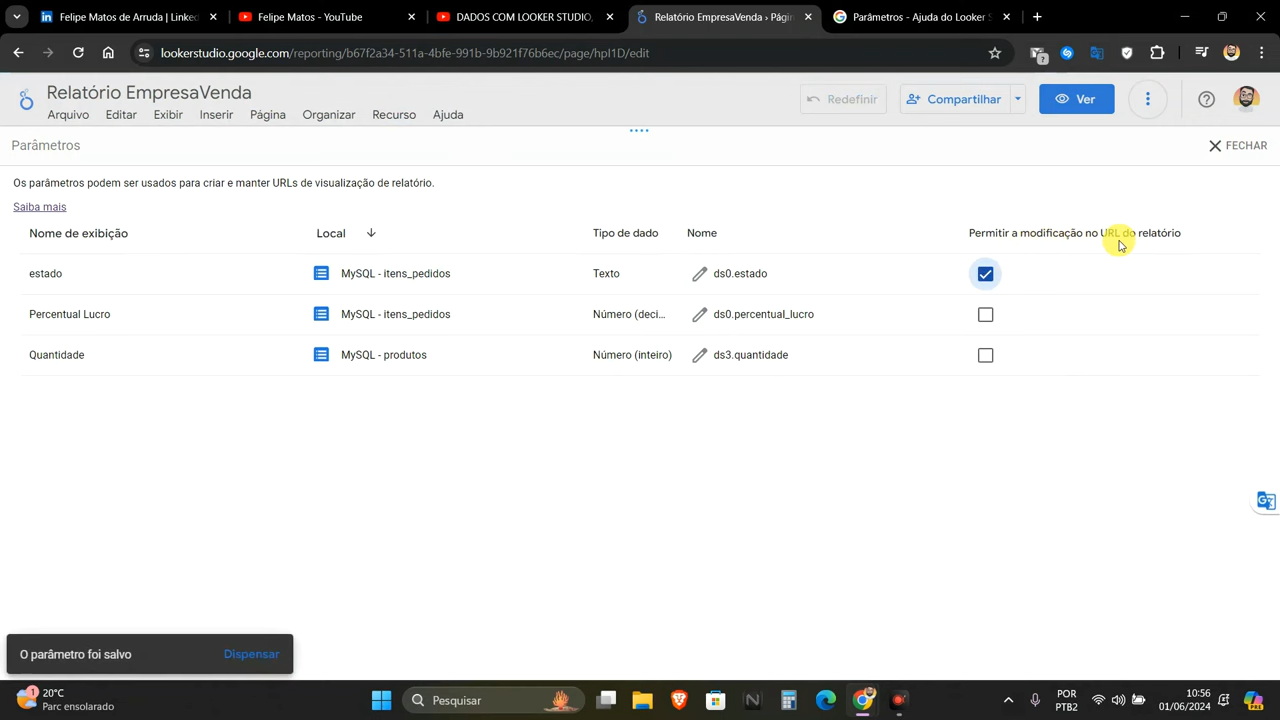 Felipe Matos de Arruda | Linked
Felipe Matos - YouTube
DADOS COM LOOKER STUDIO,
Relatório EmpresaVenda › Págin
Parâmetros - Ajuda do Looker S
lookerstudio.google.com/reporting/b67f2a34-511a-4bfe-991b-9b921f76b6ec/page/hpl1D/edit
Relatório EmpresaVenda
Redefinir
Compartilhar
Ver
Arquivo Editar Exibir Inserir Página Organizar Recurso Ajuda
Parâmetros
FECHAR
Os parâmetros podem ser usados para criar e manter URLs de visualização de relatório.
Saiba mais
Nome de exibição Local Tipo de dado Nome Permitir a modificação no URL do relatório
estado MySQL - itens_pedidos Texto ds0.estado
Percentual Lucro MySQL - itens_pedidos Número (deci... ds0.percentual_lucro
Quantidade MySQL - produtos Número (inteiro) ds3.quantidade
O parâmetro foi salvo Dispensar
1
20°C
Parc ensolarado
Pesquisar
POR
PTB2
10:56
01/06/2024